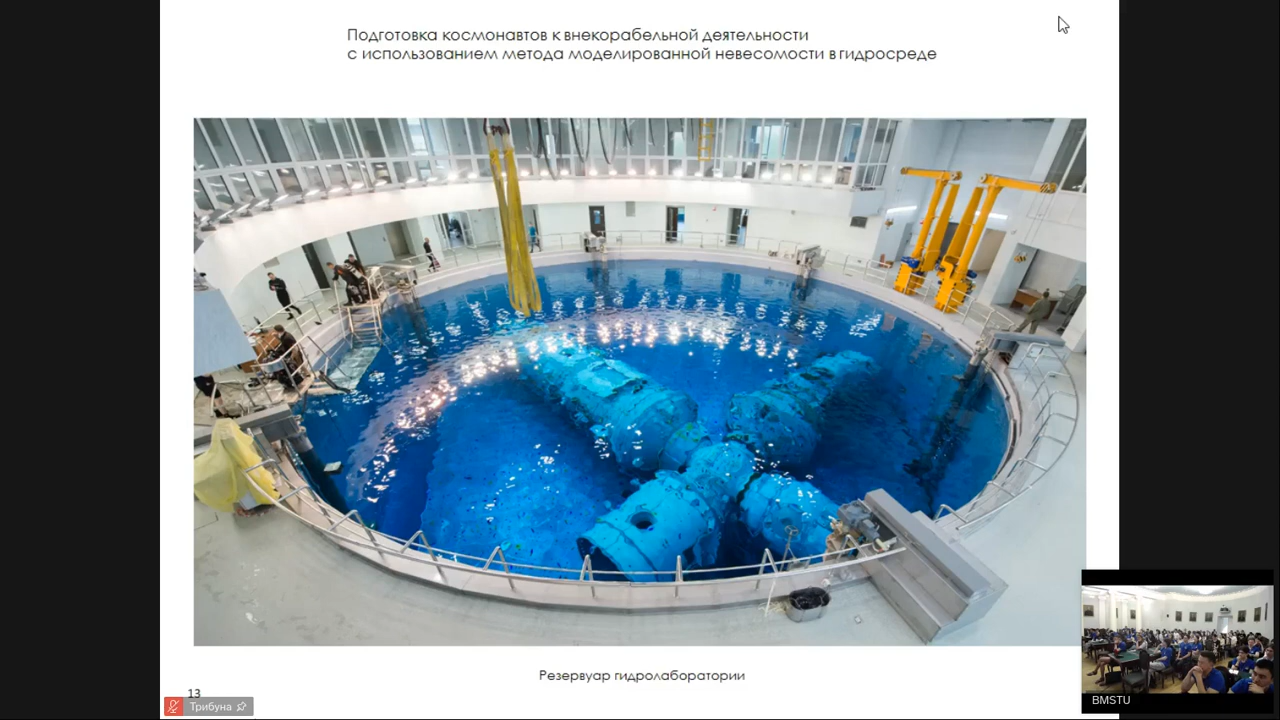 Подготовка космонавтов к внекорабельной деятельности
с использованием метода моделированной невесомости в гидросреде
Резервуар гидролаборатории
13
Трибуна
BMSTU